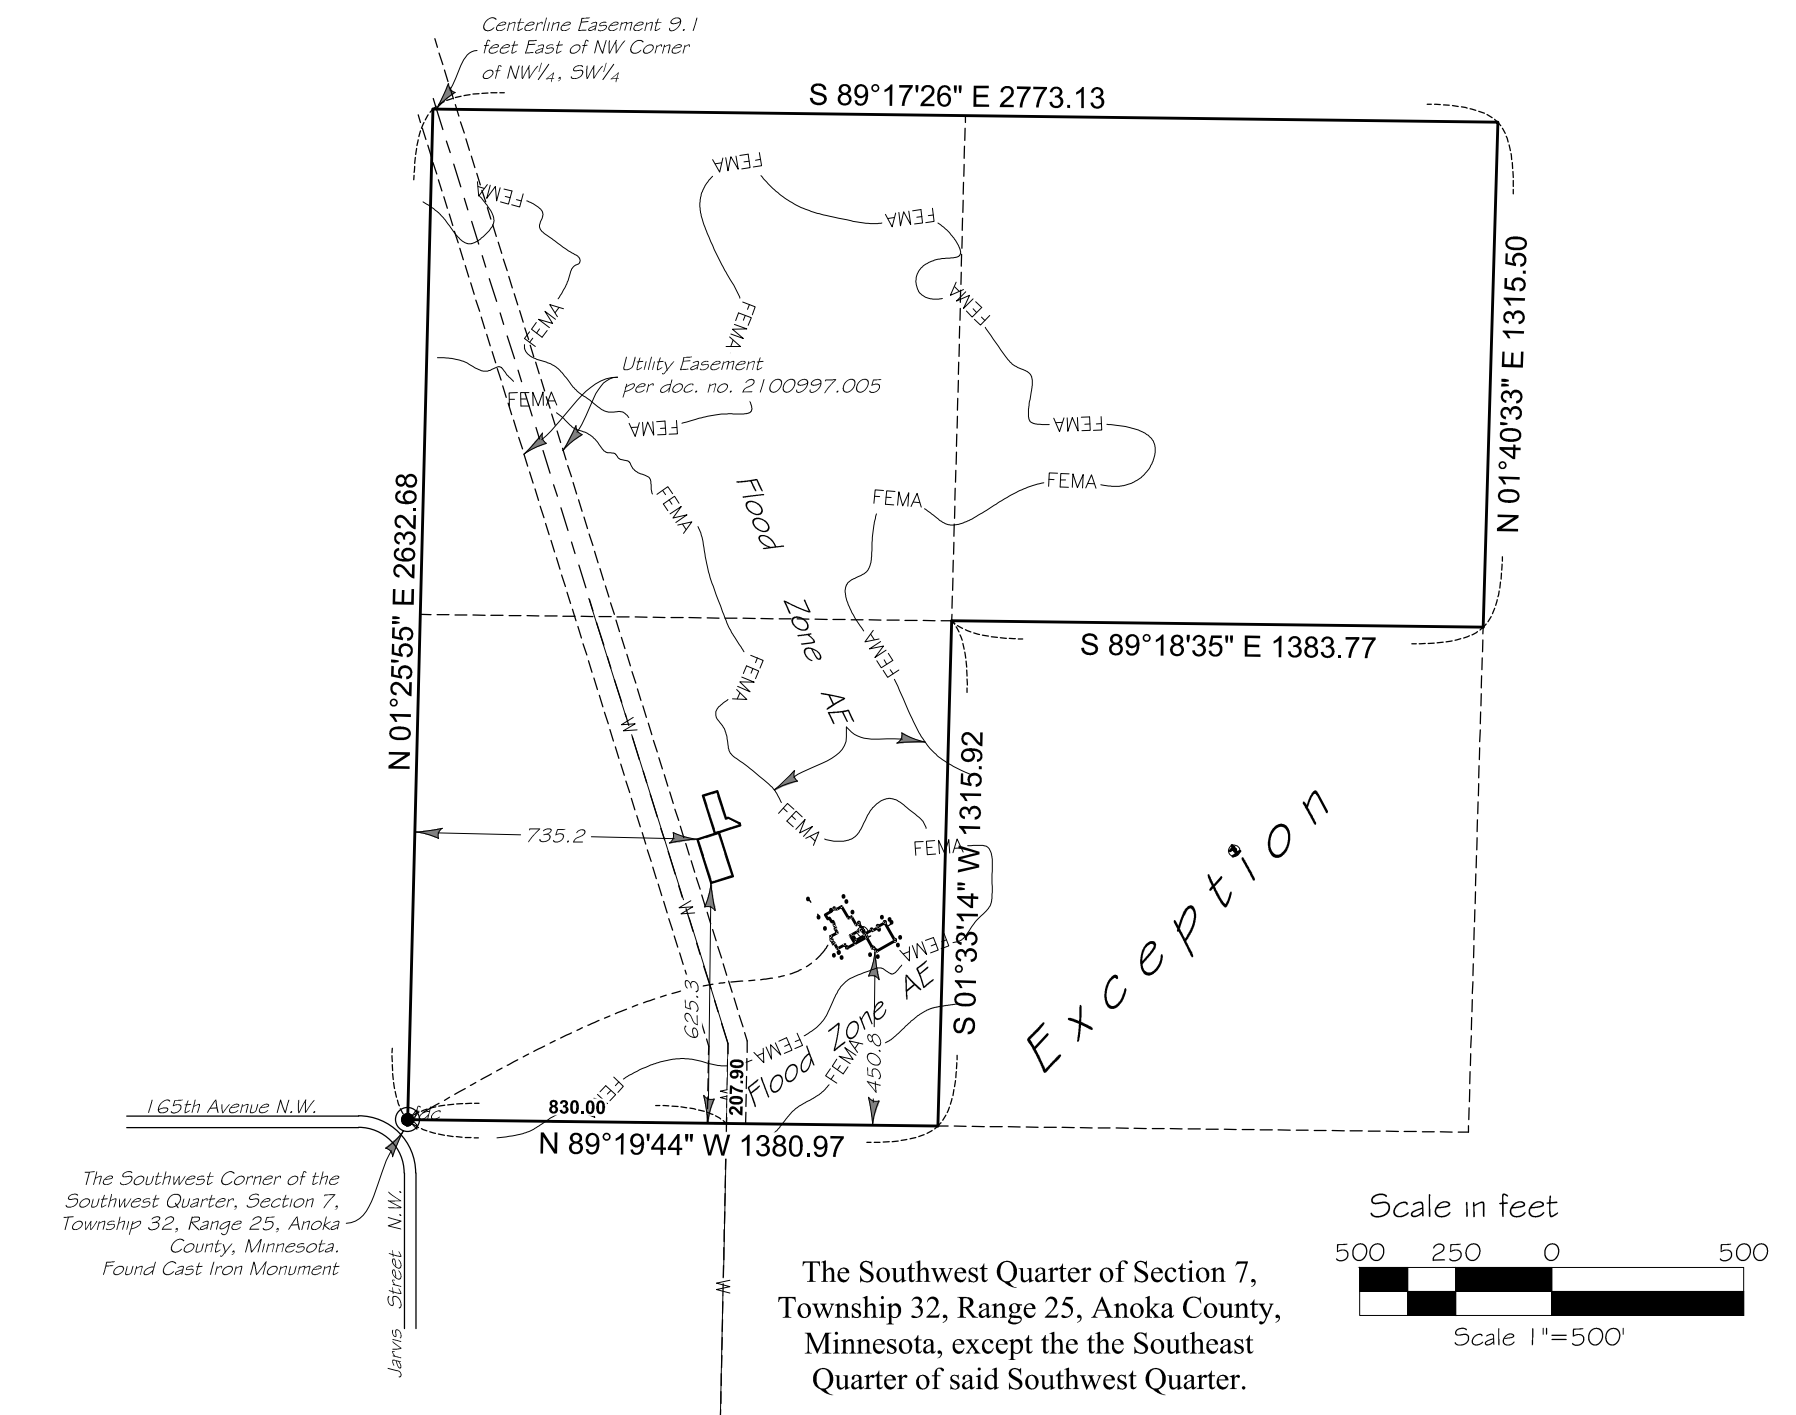 Centerline Easement 9.1
feet East of NW Corner
of NW1/4, SW1/4
S 89°17'26" E 2773.13
FEMA
FEMA
FEMA
FEMA
FEMA
FEMA
N 01°40'33" E 1315.50
Utility Easement
per doc. no. 2100997.005
FEMA
FEMA
FEMA
FEMA
FEMA
FEMA
Flood
Zone
AE
N 01°25'55" E 2632.68
S 89°18'35" E 1383.77
FEMA
FEMA
W
S 01°33'14" W 1315.92
735.2
FEMA
FEMA
Exception
W
FEMA
625.3
Flood Zone AE
FEMA
FEMA
450.8
FEMA
W
207.90
830.00
165th Avenue N.W.
N 89°19'44" W 1380.97
The Southwest Corner of the
Southwest Quarter, Section 7,
Township 32, Range 25, Anoka
County, Minnesota.
Found Cast Iron Monument
Jarvis Street N.W.
W
The Southwest Quarter of Section 7,
Township 32, Range 25, Anoka County,
Minnesota, except the the Southeast
Quarter of said Southwest Quarter.
Scale in feet
500 250 0 500
Scale 1"=500'